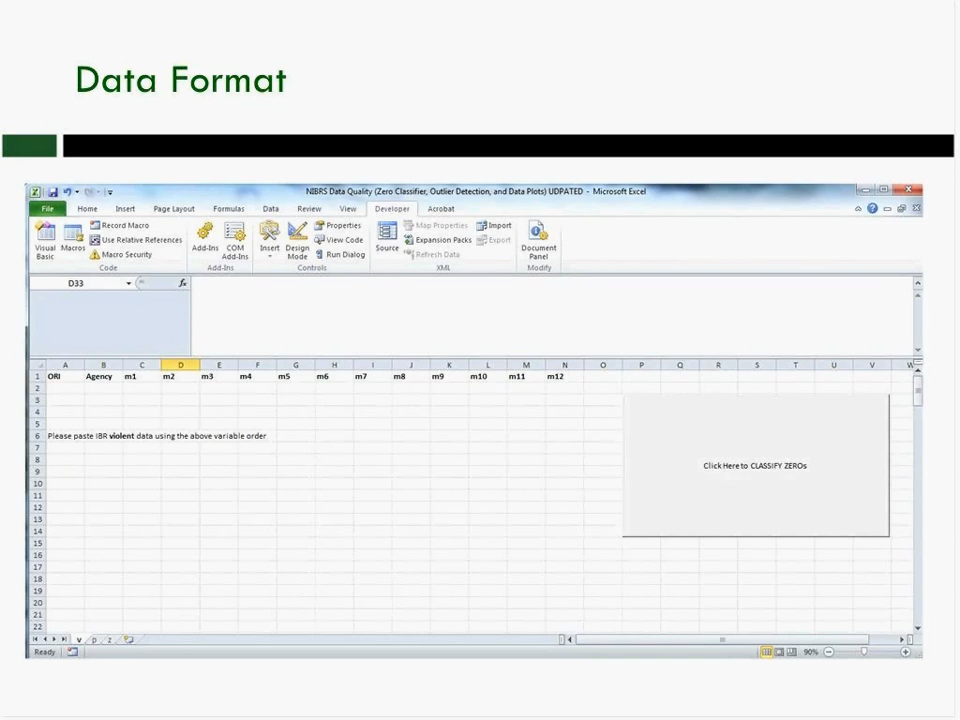 Data Format
NIBRS Data Quality (Zero Classifier, Outlier Detection, and Data Plots) UDPATED - Microsoft Excel
File Home Insert Page Layout Formulas Data Review View Developer Acrobat
Record Macro Properties Map Properties Import
Use Relative References View Code Expansion Packs Export
Macro Security Run Dialog Refresh Data
Visual Basic Macros Add-Ins COM Add-Ins Insert Design Mode Source Document Panel
Code Add-Ins Controls XML Modify
D33 fx
A B C D E F G H I J K L M N O P Q R S T U V W
1 ORI Agency m1 m2 m3 m4 m5 m6 m7 m8 m9 m10 m11 m12
2
3
4
5
6 Please paste IBR violent data using the above variable order
7
8
Click Here to CLASSIFY ZEROs
9
10
11
12
13
14
15
16
17
18
19
20
21
22
v p z
Ready 90%